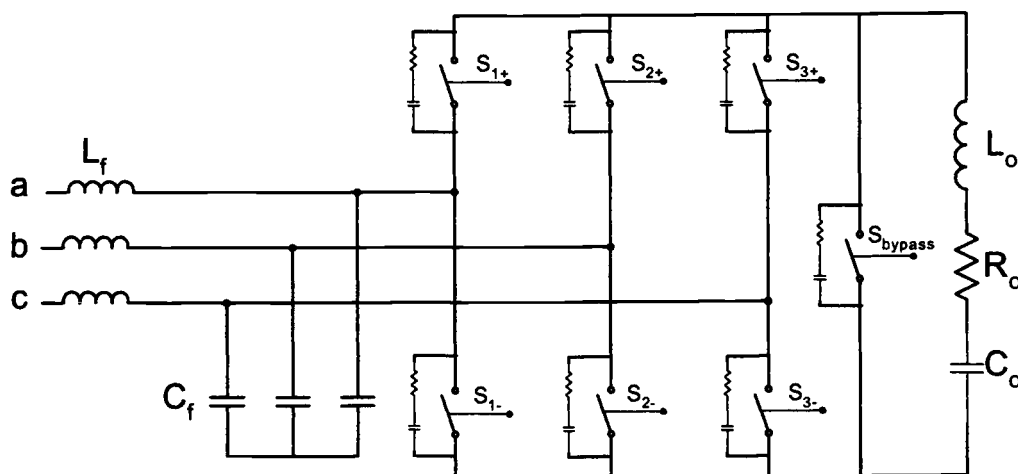 S1+
S2+
S3+
Lf
a
b
c
Lo
Sbypass
Ro
Co
Cf
S1-
S2-
S3-